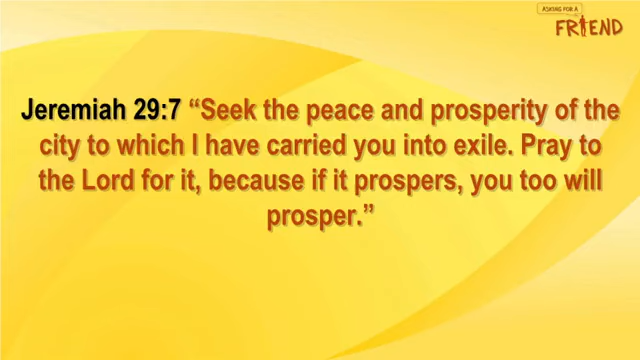 ASKING FOR A
FRIEND
Jeremiah 29:7 “Seek the peace and prosperity of the
city to which I have carried you into exile. Pray to
the Lord for it, because if it prospers, you too will
prosper.”